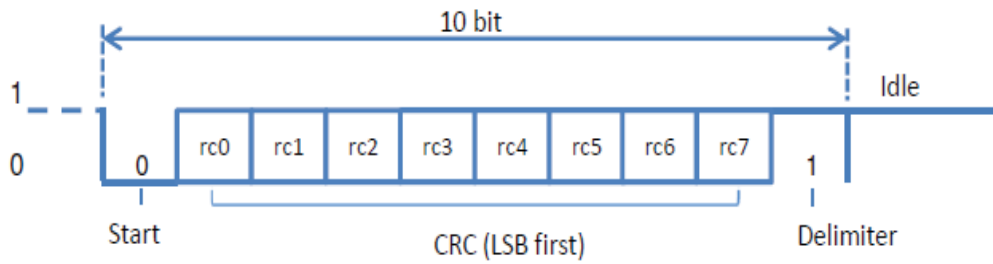 10 bit
1
Idle
0
0
rc0 rc1 rc2 rc3 rc4 rc5 rc6 rc7
1
Start
CRC (LSB first)
Delimiter